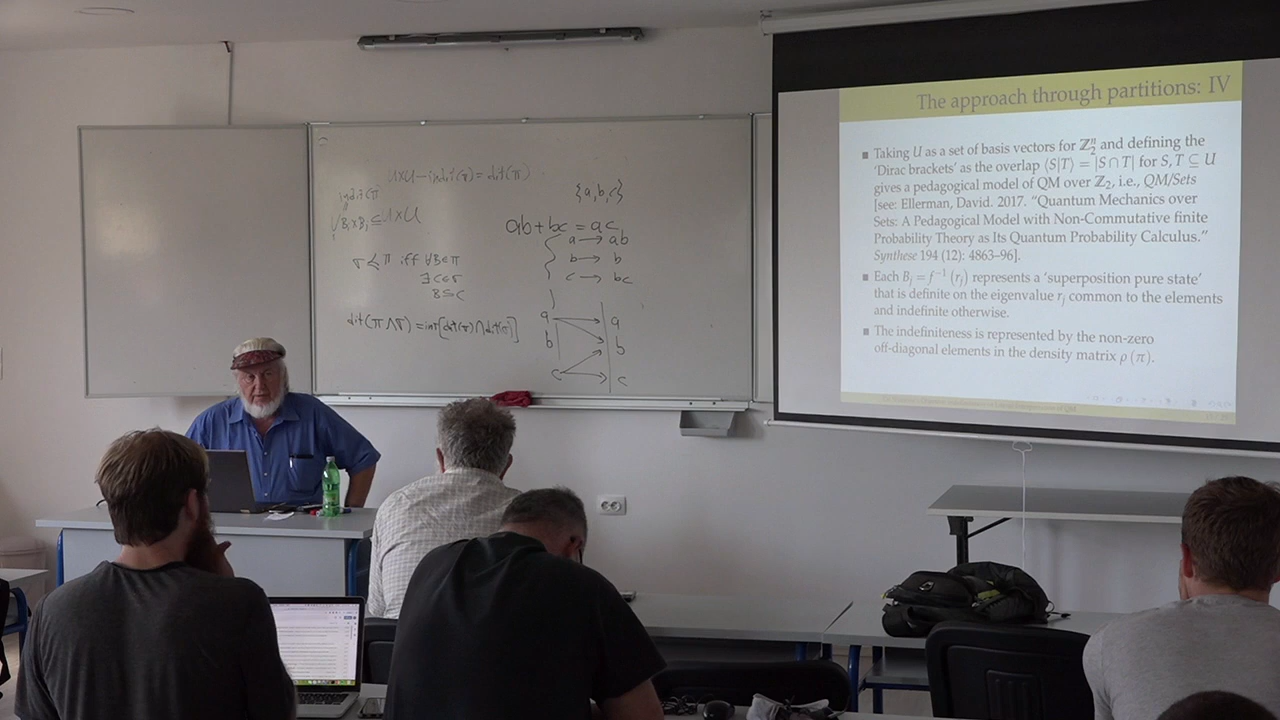 U×U – indit(π) = dit(π)
indit(π)
∪Bⱼ×Bⱼ ⊆ U×U
σ ≼ π iff ∀B∈π
∃C∈σ
B⊆C
dit(π∧σ) = int[dit(π)∩dit(σ)]
{a,b,c}
ab+bc = ac
a → ab
b → b
c → bc
a a
b b
c c
The approach through partitions: IV
Taking U as a set of basis vectors for ℤ₂ⁿ and defining the
'Dirac brackets' as the overlap ⟨S|T⟩ = |S ∩ T| for S, T ⊆ U
gives a pedagogical model of QM over ℤ₂, i.e., QM/Sets
[see: Ellerman, David. 2017. "Quantum Mechanics over
Sets: A Pedagogical Model with Non-Commutative finite
Probability Theory as Its Quantum Probability Calculus."
Synthese 194 (12): 4863–96].
Each Bⱼ = f⁻¹ (rⱼ) represents a 'superposition pure state'
that is definite on the eigenvalue rⱼ common to the elements
and indefinite otherwise.
The indefiniteness is represented by the non-zero
off-diagonal elements in the density matrix ρ (π).